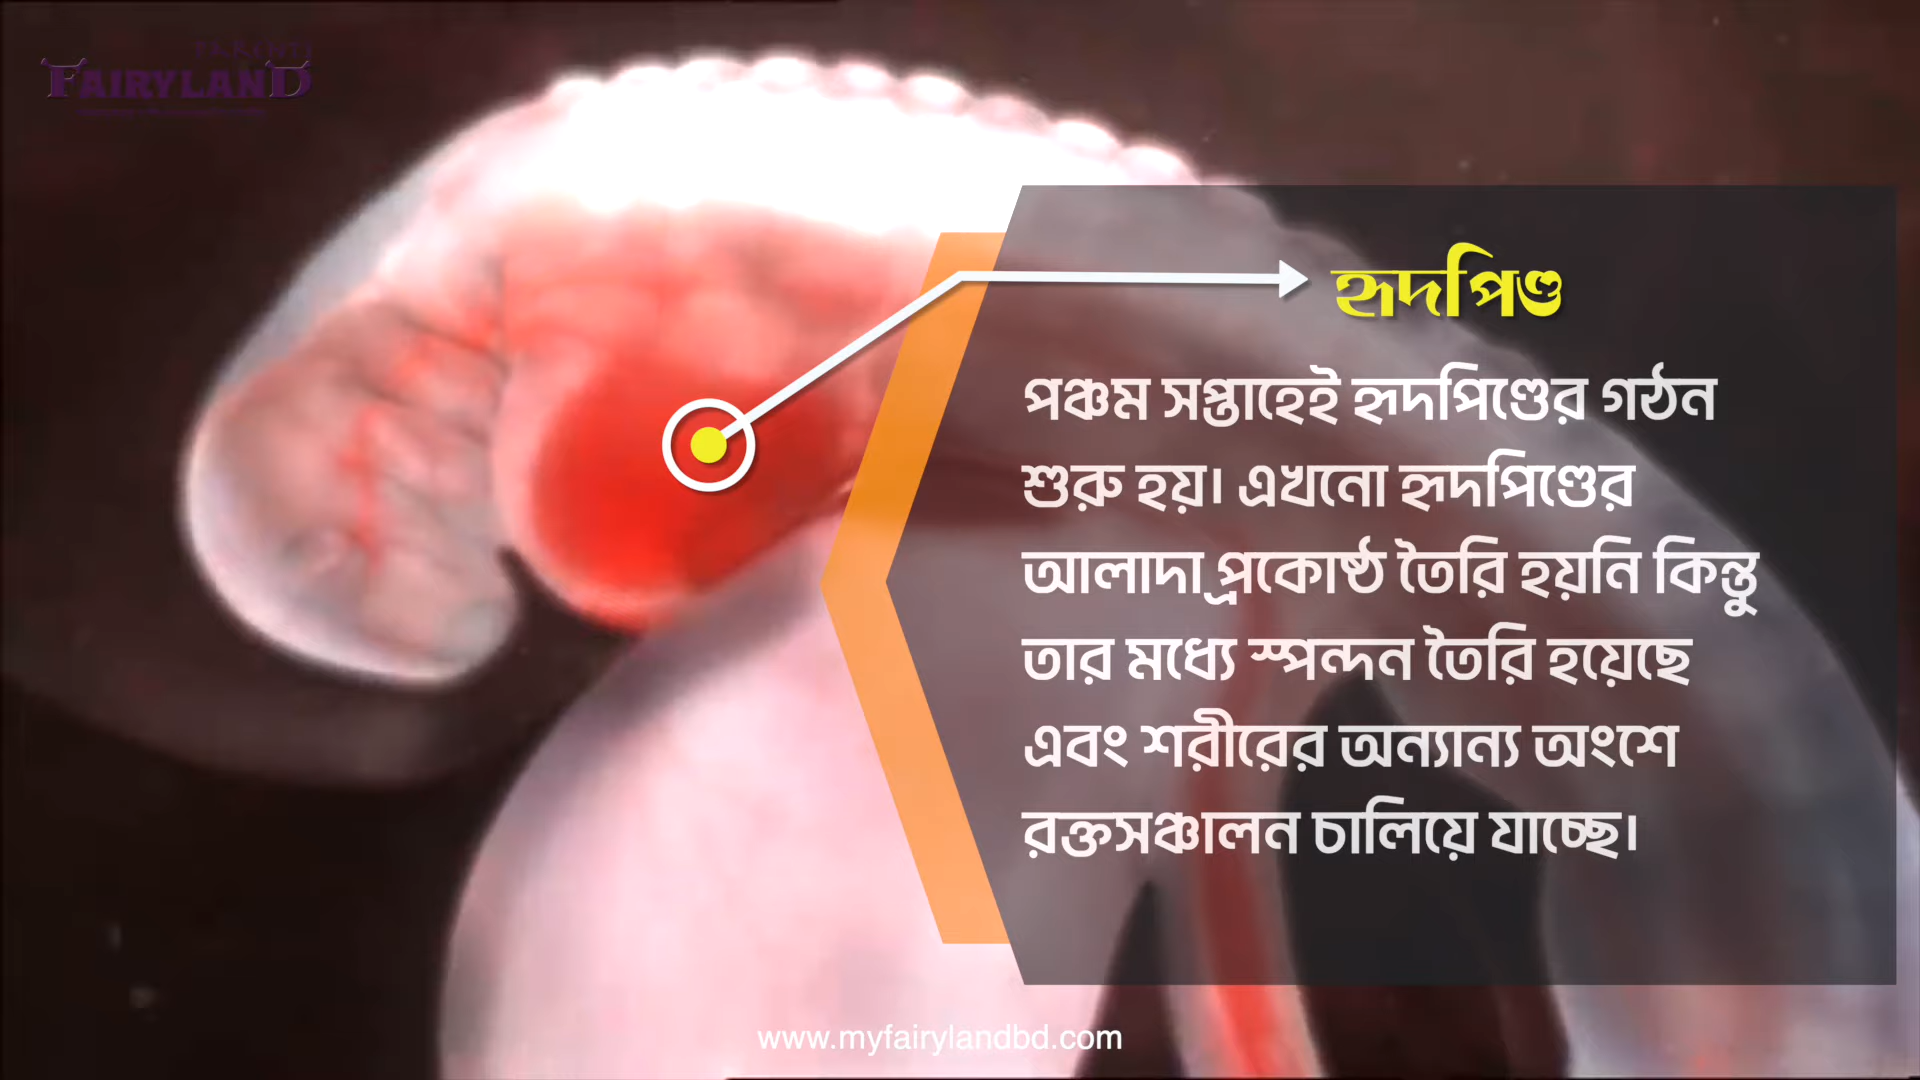 PARENTS
FAIRYLAND
হৃদপিণ্ড
পঞ্চম সপ্তাহেই হৃদপিণ্ডের গঠন
শুরু হয়। এখনো হৃদপিণ্ডের
আলাদা প্রকোষ্ঠ তৈরি হয়নি কিন্তু
তার মধ্যে স্পন্দন তৈরি হয়েছে
এবং শরীরের অন্যান্য অংশে
রক্তসঞ্চালন চালিয়ে যাচ্ছে।
www.myfairylandbd.com